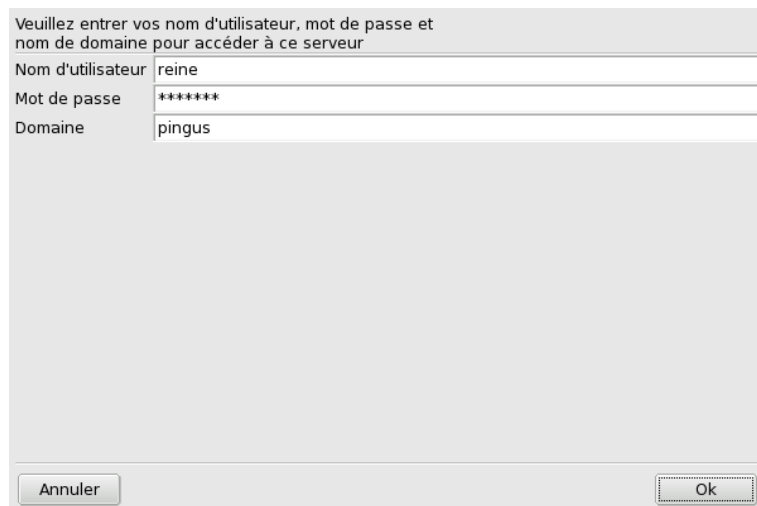 Veuillez entrer vos nom d'utilisateur, mot de passe et
nom de domaine pour accéder à ce serveur
Nom d'utilisateur reine
Mot de passe *******
Domaine pingus
Annuler Ok